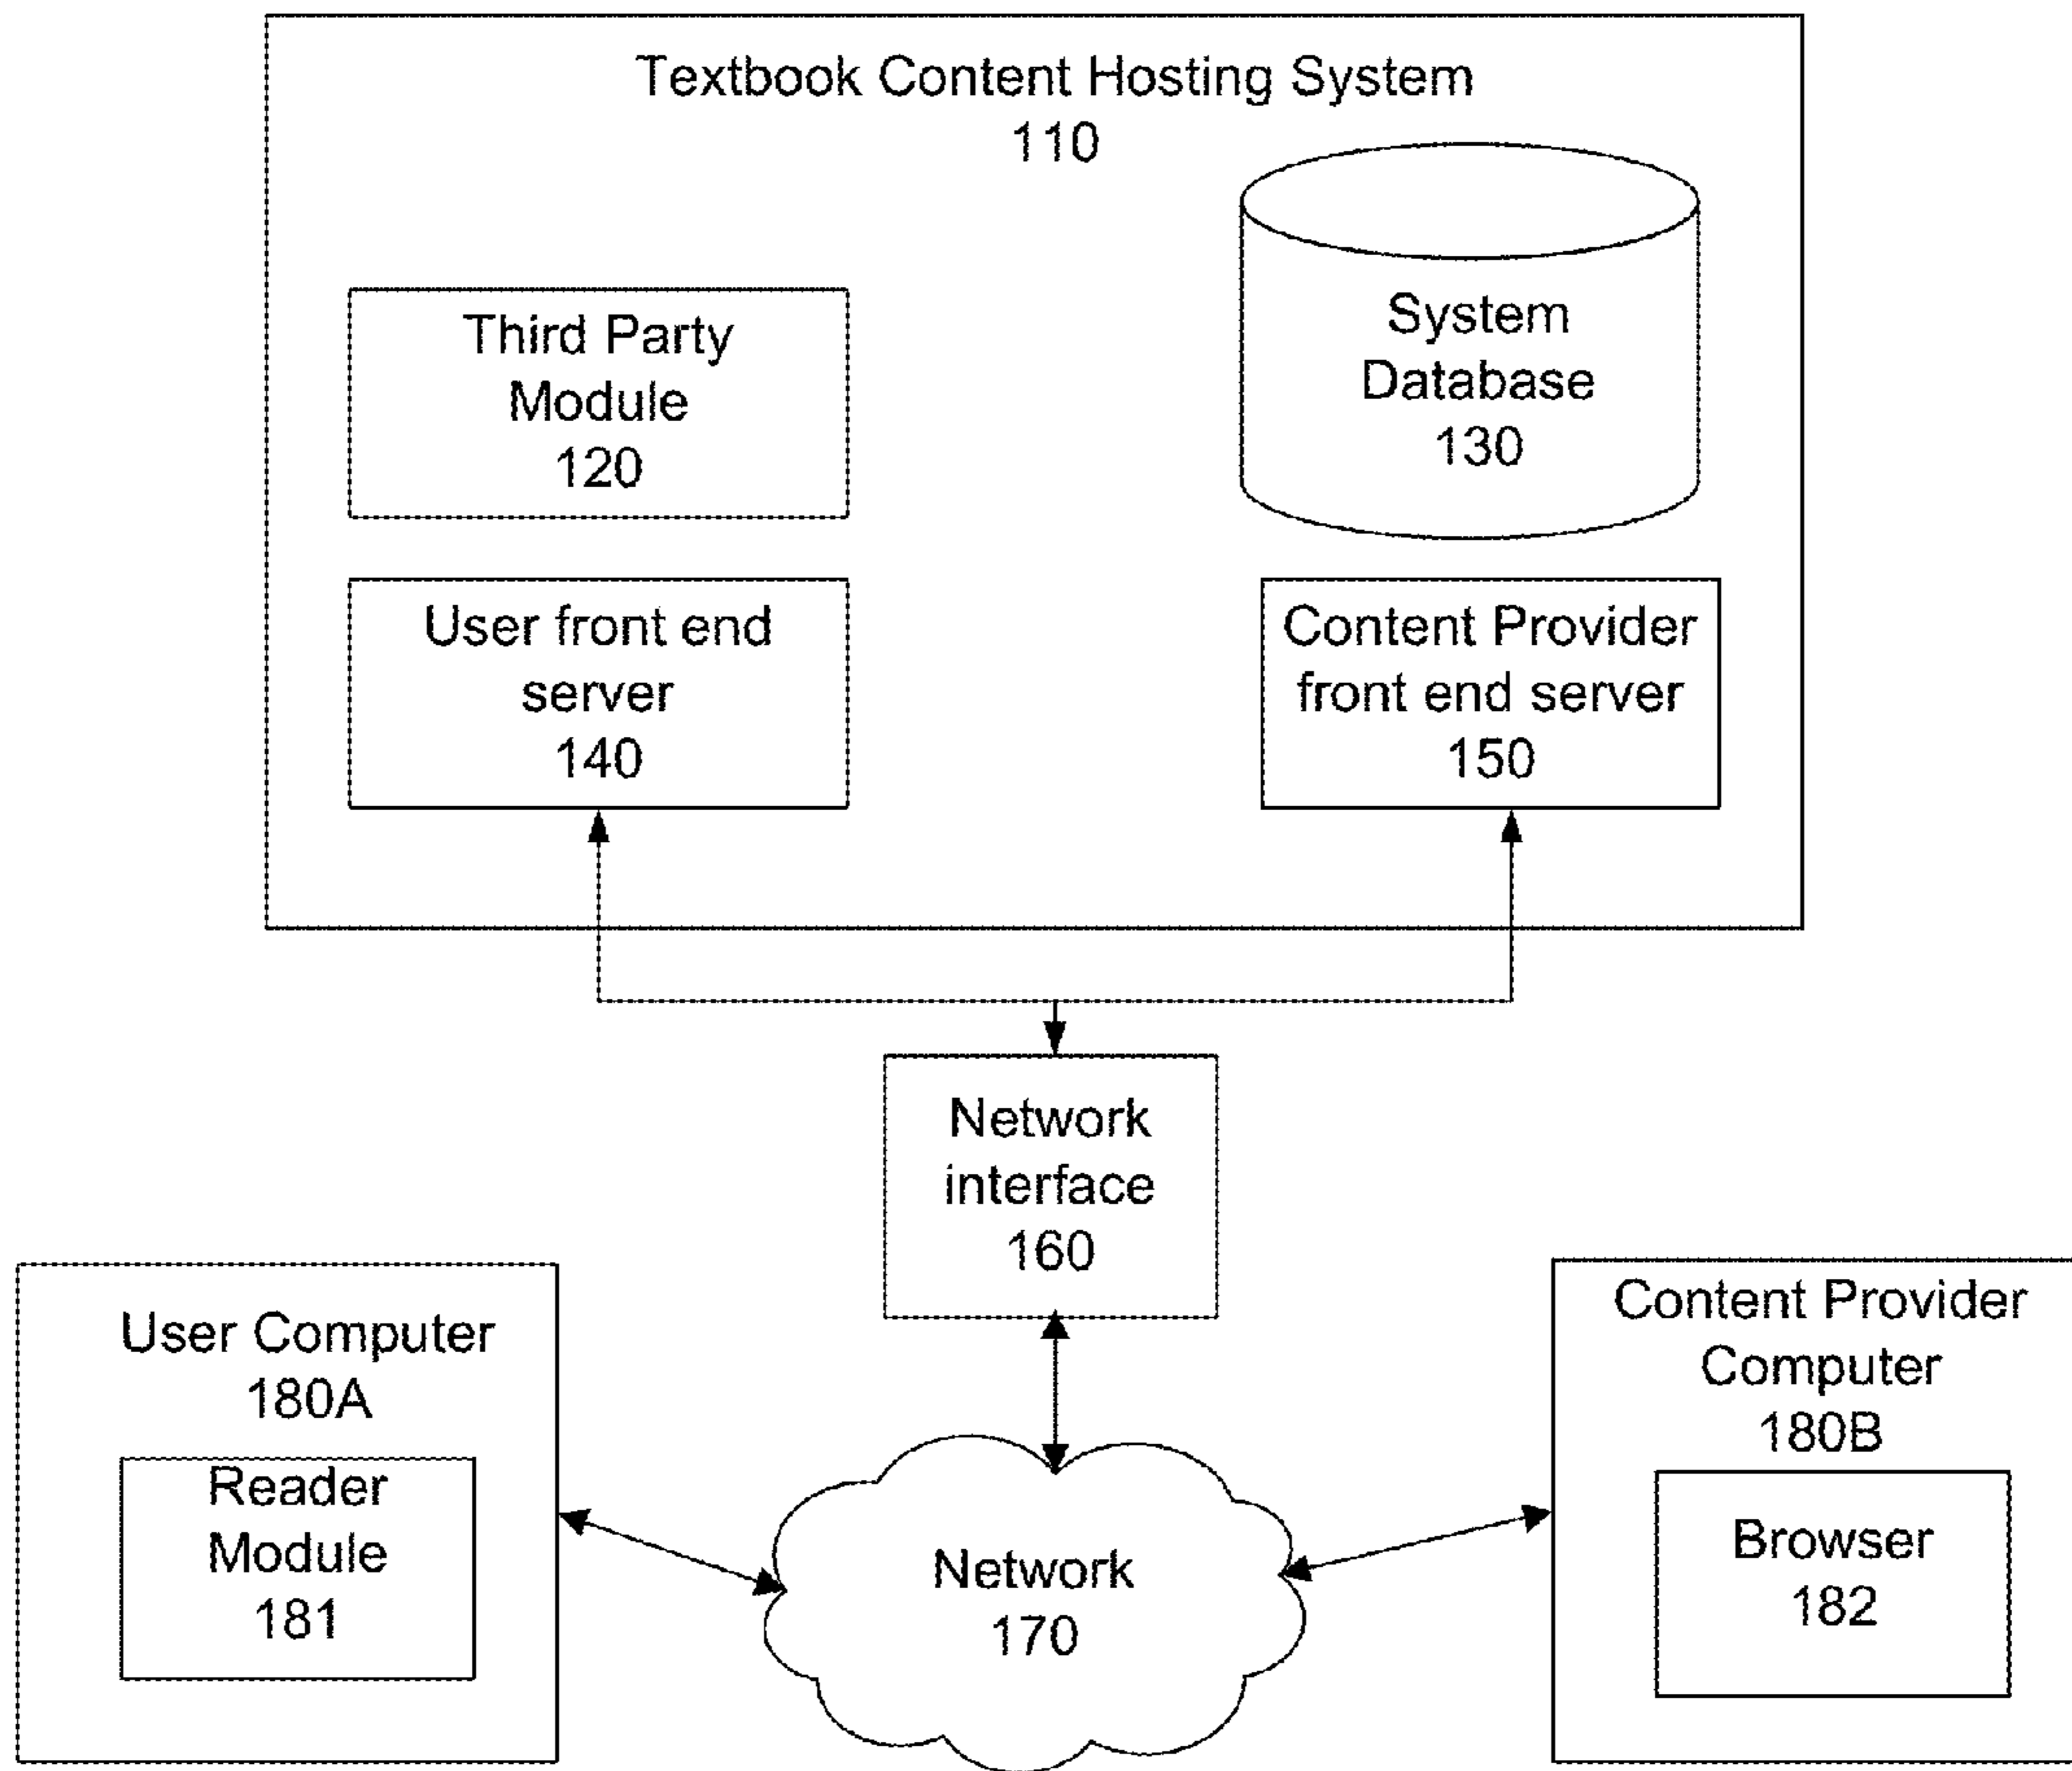 Textbook Content Hosting System
110
Third Party
Module
120
System
Database
130
User front end
server
140
Content Provider
front end server
150
Network
interface
160
User Computer
180A
Reader
Module
181
Network
170
Content Provider
Computer
180B
Browser
182